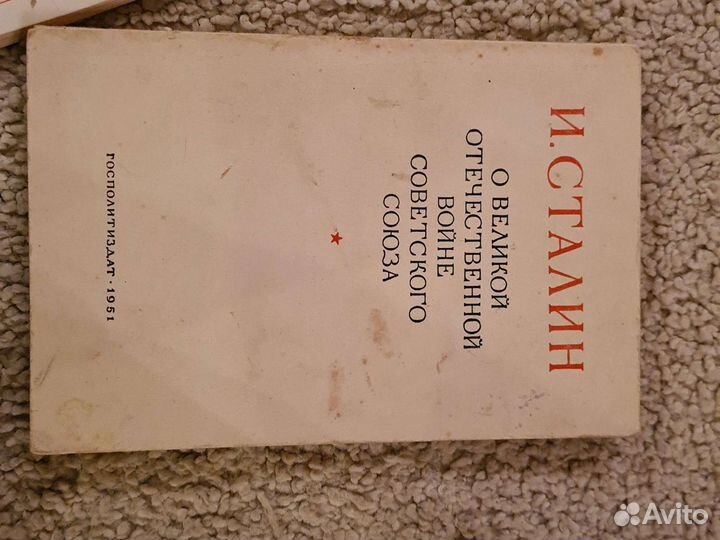 И. СТАЛИН
О ВЕЛИКОЙ
ОТЕЧЕСТВЕННОЙ
ВОЙНЕ
СОВЕТСКОГО
СОЮЗА
ГОСПОЛИТИЗДАТ · 1951
Avito